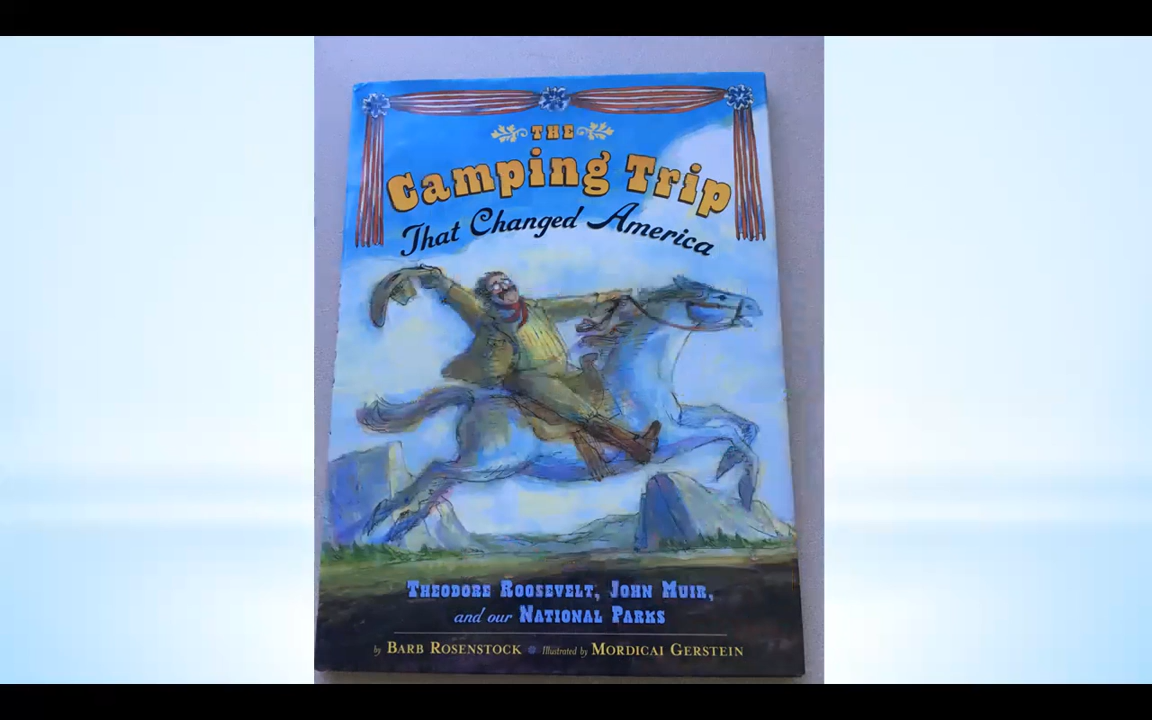 THE
Camping Trip
That Changed America
THEODORE ROOSEVELT, JOHN MUIR,
and our NATIONAL PARKS
by BARB ROSENSTOCK Illustrated by MORDICAI GERSTEIN